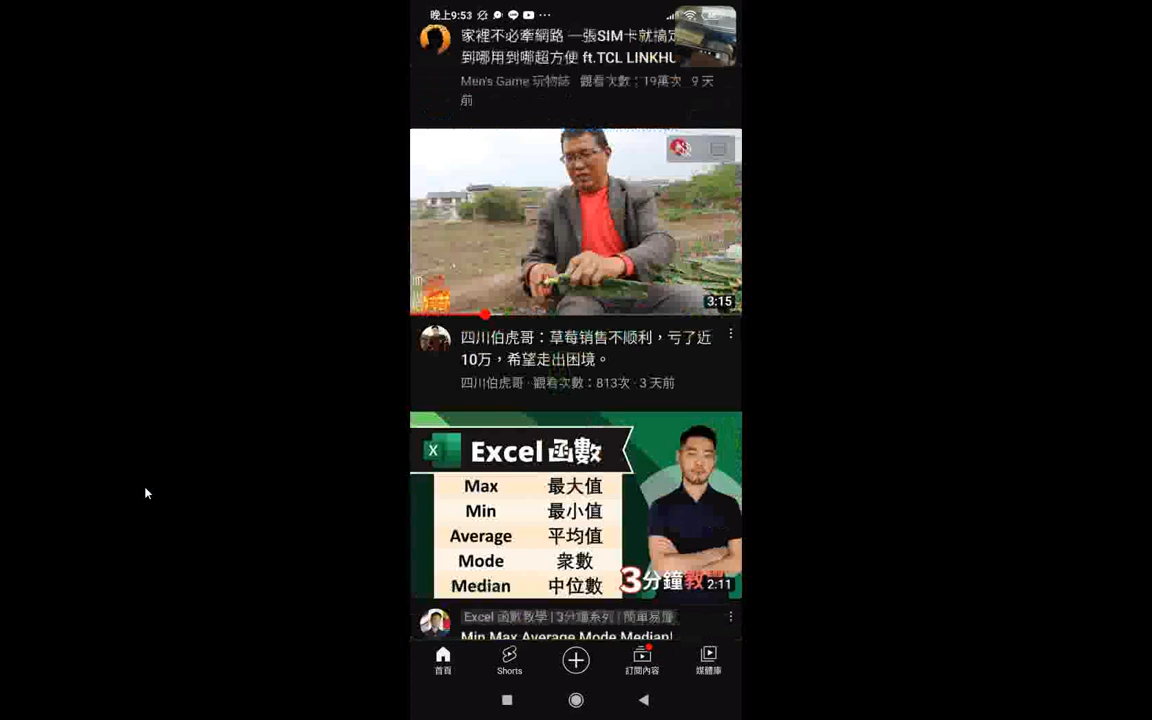 晚上9:53
家裡不必牽網路 一張SIM卡就搞定
到哪用到哪超方便 ft.TCL LINKHU
Men's Game 玩物誌 · 觀看次數：19萬次 · 9 天
前
3:15
四川伯虎哥：草莓销售不顺利，亏了近
10万，希望走出困境。
四川伯虎哥 · 觀看次數：813次 · 3 天前
Excel 函數
Max 最大值
Min 最小值
Average 平均值
Mode 衆數
Median 中位數
3分鐘教
2:11
Excel 函數教學 | 3分鐘系列 | 簡單易懂
Min Max Average Mode Median!
首頁 Shorts 訂閱內容 媒體庫